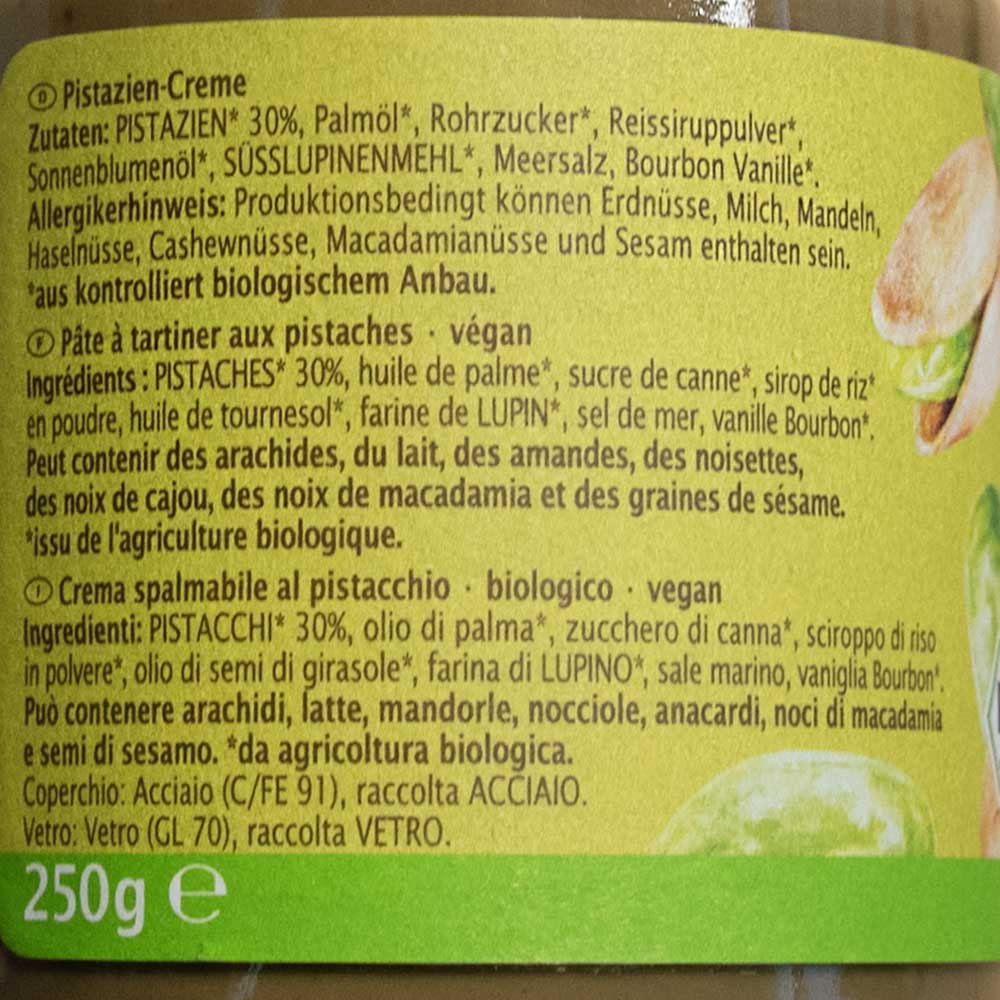 D Pistazien-Creme
Zutaten: PISTAZIEN* 30%, Palmöl*, Rohrzucker*, Reissiruppulver*,
Sonnenblumenöl*, SÜSSLUPINENMEHL*, Meersalz, Bourbon Vanille*.
Allergikerhinweis: Produktionsbedingt können Erdnüsse, Milch, Mandeln,
Haselnüsse, Cashewnüsse, Macadamianüsse und Sesam enthalten sein.
*aus kontrolliert biologischem Anbau.
F Pâte à tartiner aux pistaches · végan
Ingrédients : PISTACHES* 30%, huile de palme*, sucre de canne*, sirop de riz*
en poudre, huile de tournesol*, farine de LUPIN*, sel de mer, vanille Bourbon*.
Peut contenir des arachides, du lait, des amandes, des noisettes,
des noix de cajou, des noix de macadamia et des graines de sésame.
*issu de l'agriculture biologique.
I Crema spalmabile al pistacchio · biologico · vegan
Ingredienti: PISTACCHI* 30%, olio di palma*, zucchero di canna*, sciroppo di riso
in polvere*, olio di semi di girasole*, farina di LUPINO*, sale marino, vaniglia Bourbon*.
Può contenere arachidi, latte, mandorle, nocciole, anacardi, noci di macadamia
e semi di sesamo. *da agricoltura biologica.
Coperchio: Acciaio (C/FE 91), raccolta ACCIAIO.
Vetro: Vetro (GL 70), raccolta VETRO.
250g e